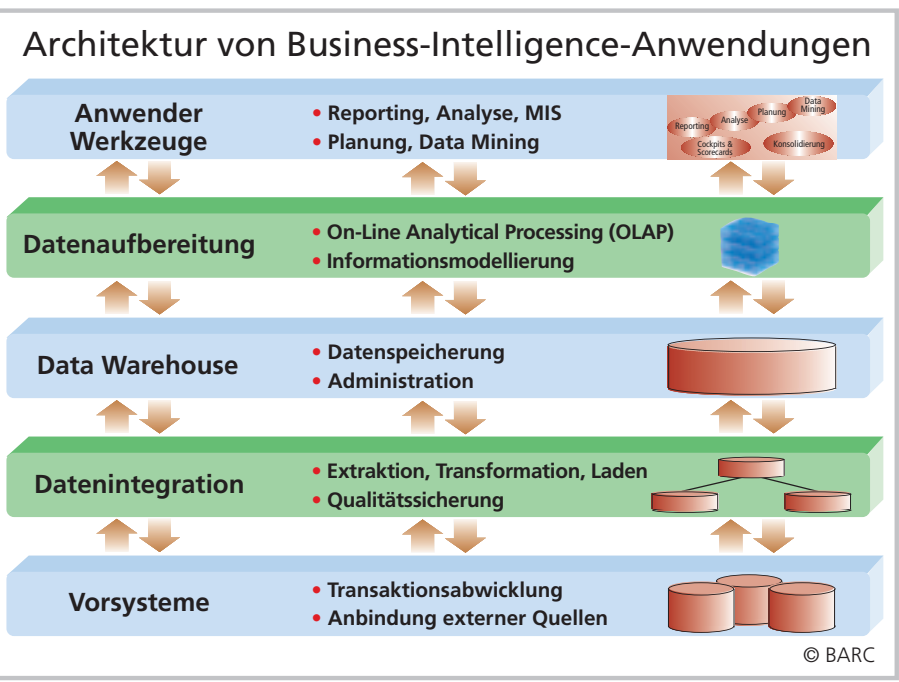 Architektur von Business-Intelligence-Anwendungen
Anwender
Werkzeuge
• Reporting, Analyse, MIS
• Planung, Data Mining
Data
Mining
Planung
Analyse
Reporting
Cockpits &
Scorecards
Konsolidierung
Datenaufbereitung
• On-Line Analytical Processing (OLAP)
• Informationsmodellierung
Data Warehouse
• Datenspeicherung
• Administration
Datenintegration
• Extraktion, Transformation, Laden
• Qualitätssicherung
Vorsysteme
• Transaktionsabwicklung
• Anbindung externer Quellen
© BARC